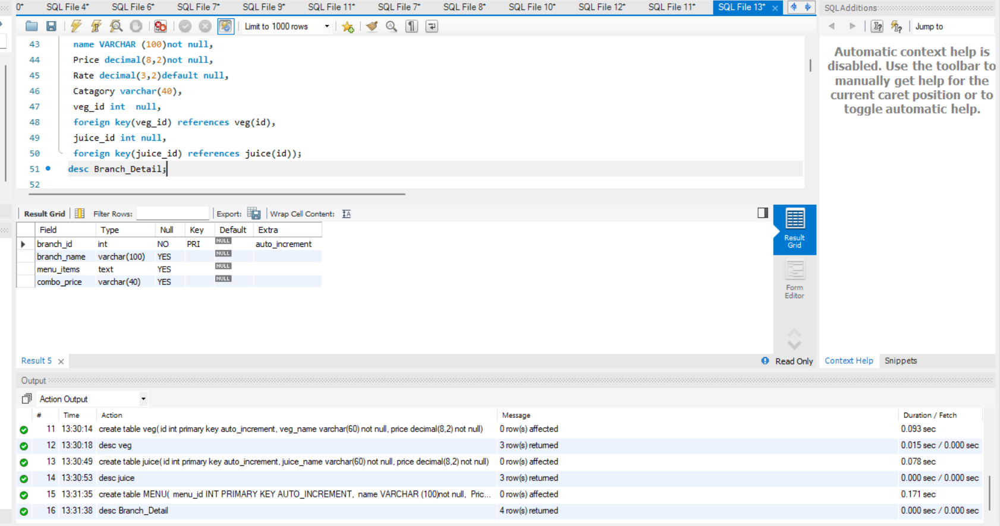 0*
SQL File 4*
SQL File 6*
SQL File 7*
SQL File 9*
SQL File 11*
SQL File 7*
SQL File 8*
SQL File 10*
SQL File 12*
SQL File 11*
SQL File 13*
SQLAdditions
Limit to 1000 rows
Jump to
43 name VARCHAR (100)not null,
44 Price decimal(8,2)not null,
45 Rate decimal(3,2)default null,
46 Catagory varchar(40),
47 veg_id int  null,
48 foreign key(veg_id) references veg(id),
49 juice_id int null,
50 foreign key(juice_id) references juice(id));
51 desc Branch_Detail;
52
Automatic context help is
disabled. Use the toolbar to
manually get help for the
current caret position or to
toggle automatic help.
Result Grid Filter Rows: Export: Wrap Cell Content:
Field Type Null Key Default Extra
branch_id int NO PRI NULL auto_increment
branch_name varchar(100) YES NULL
menu_items text YES NULL
combo_price varchar(40) YES NULL
Result
Grid
Form
Editor
Result 5
Read Only
Context Help Snippets
Output
Action Output
# Time Action Message Duration / Fetch
11 13:30:14 create table veg( id int primary key auto_increment, veg_name varchar(60) not null, price decimal(8,2) not null) 0 row(s) affected 0.093 sec
12 13:30:18 desc veg 3 row(s) returned 0.015 sec / 0.000 sec
13 13:30:49 create table juice( id int primary key auto_increment, juice_name varchar(60) not null, price decimal(8,2) not null) 0 row(s) affected 0.078 sec
14 13:30:53 desc juice 3 row(s) returned 0.000 sec / 0.000 sec
15 13:31:35 create table MENU( menu_id INT PRIMARY KEY AUTO_INCREMENT, name VARCHAR (100)not null, Pric... 0 row(s) affected 0.171 sec
16 13:31:38 desc Branch_Detail 4 row(s) returned 0.000 sec / 0.000 sec